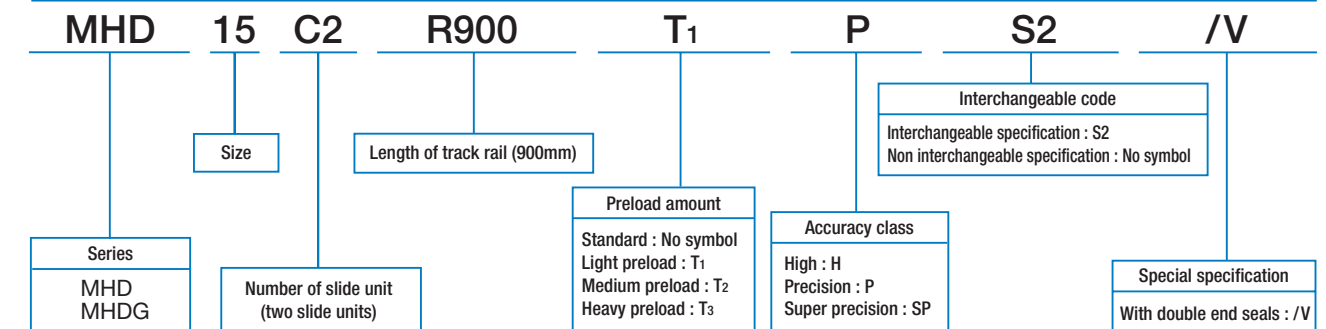 MHD 15 C2 R900 T1 P S2 /V
Interchangeable code
Interchangeable specification : S2
Non interchangeable specification : No symbol
Size
Length of track rail (900mm)
Preload amount
Standard : No symbol
Light preload : T1
Medium preload : T2
Heavy preload : T3
Accuracy class
High : H
Precision : P
Super precision : SP
Series
MHD
MHDG
Number of slide unit
(two slide units)
Special specification
With double end seals : /V